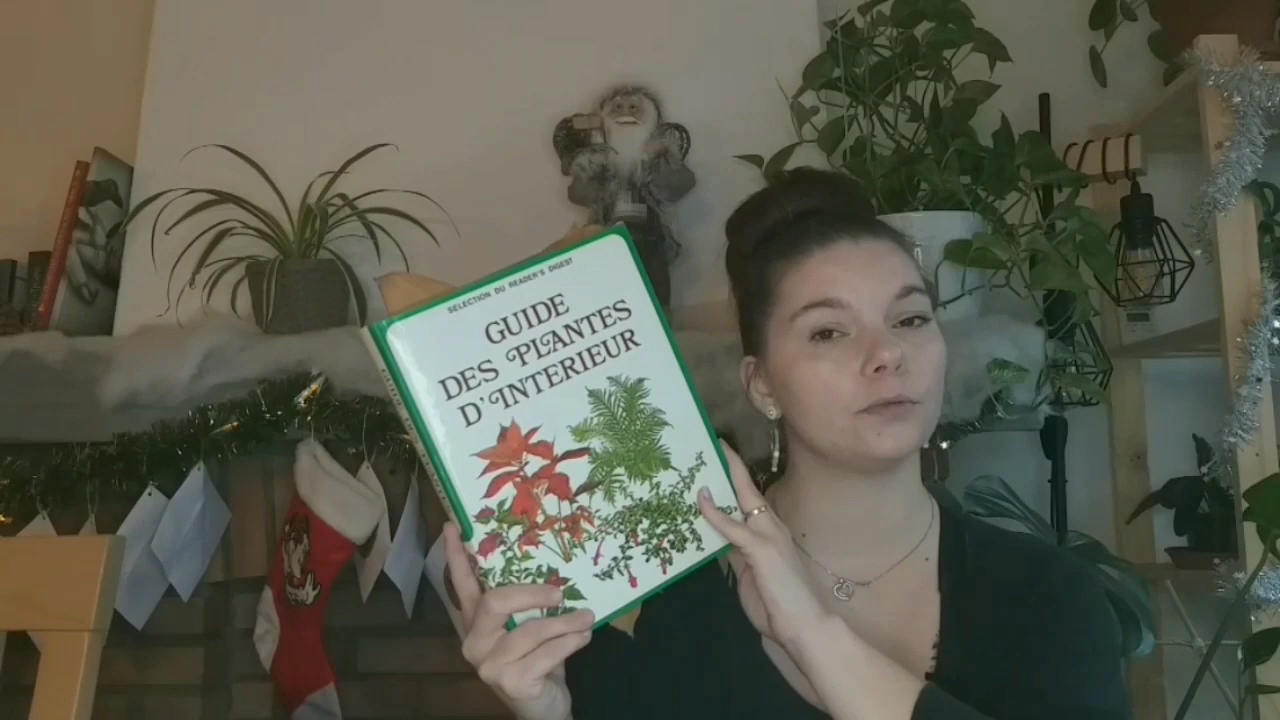 SELECTION DU READER'S DIGEST
GUIDE
DES PLANTES
D'INTERIEUR